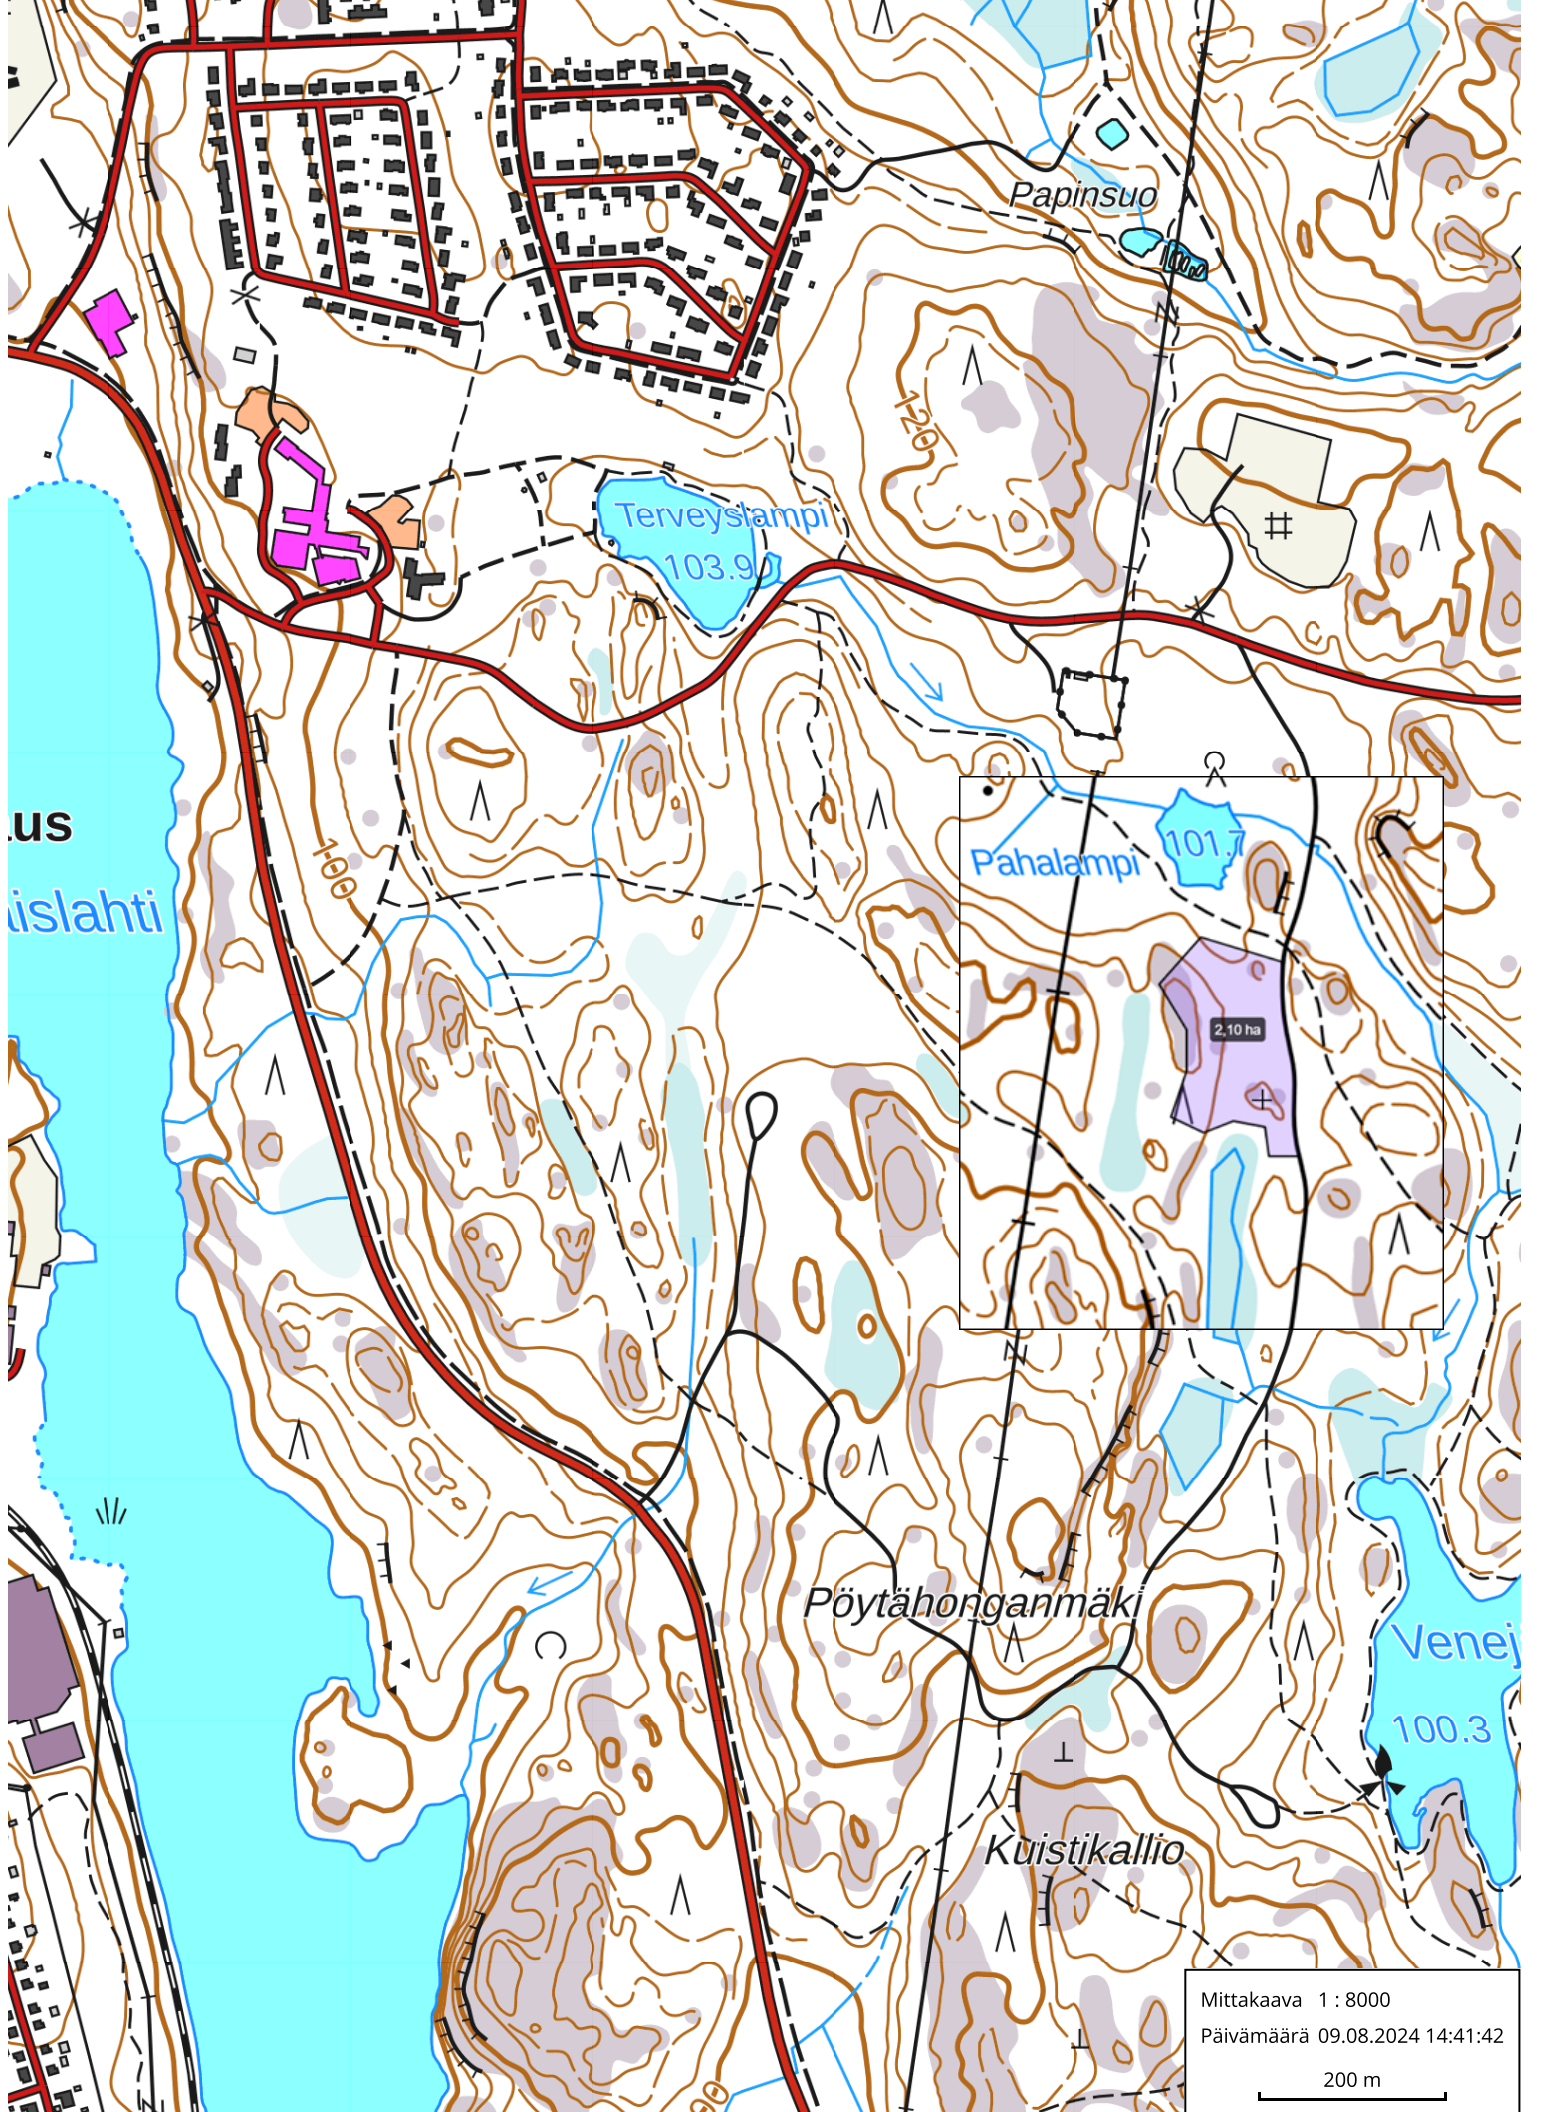 Papinsuo
120
Terveyslampi
103.9
us
101.7
Pahalampi
100
islahti
2,10 ha
Pöytähonganmäki
Venej
100.3
Kuistikallio
Mittakaava 1 : 8000
Päivämäärä 09.08.2024 14:41:42
200 m